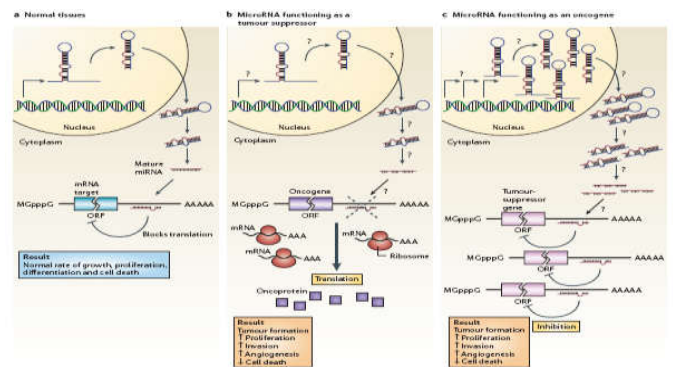 a Normal tissues
Nucleus
Cytoplasm
Mature
miRNA
mRNA
target
MGpppG
AAAAA
ORF
Blocks translation
Result
Normal rate of growth, proliferation,
differentiation and cell death
b MicroRNA functioning as a
tumour suppressor
?
?
Nucleus
?
Cytoplasm
?
?
Oncogene
MGpppG
AAAAA
ORF
mRNA
AAA
mRNA
AAA
mRNA
AAA
Ribosome
Translation
Oncoprotein
Result
Tumour formation
↑ Proliferation
↑ Invasion
↑ Angiogenesis
↓ Cell death
c MicroRNA functioning as an oncogene
?
?
?
?
Nucleus
Cytoplasm
?
?
?
Tumour-
suppressor
gene
MGpppG
AAAAA
ORF
MGpppG
AAAAA
ORF
MGpppG
AAAAA
ORF
Inhibition
Result
Tumour formation
↑ Proliferation
↑ Invasion
↑ Angiogenesis
↓ Cell death